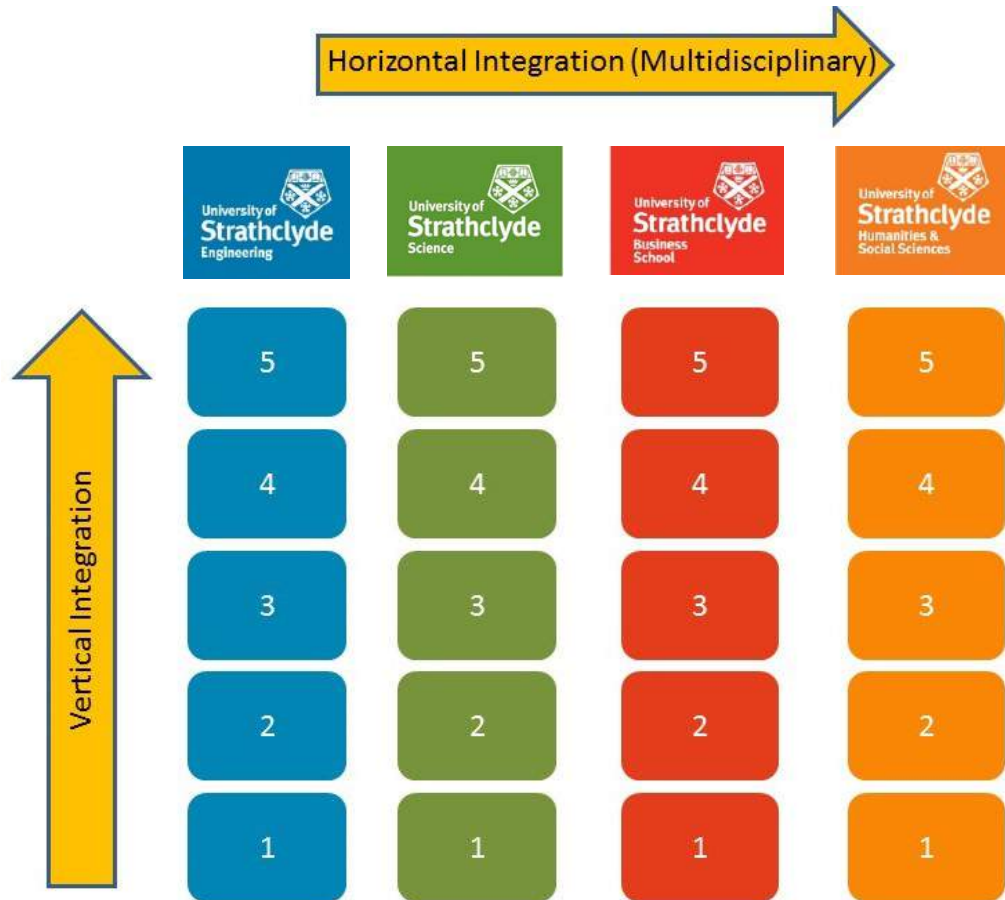 Horizontal Integration (Multidisciplinary)
University of
Strathclyde
Engineering
University of
Strathclyde
Science
University of
Strathclyde
Business
School
University of
Strathclyde
Humanities &
Social Sciences
Vertical Integration
5
5
5
5
4
4
4
4
3
3
3
3
2
2
2
2
1
1
1
1